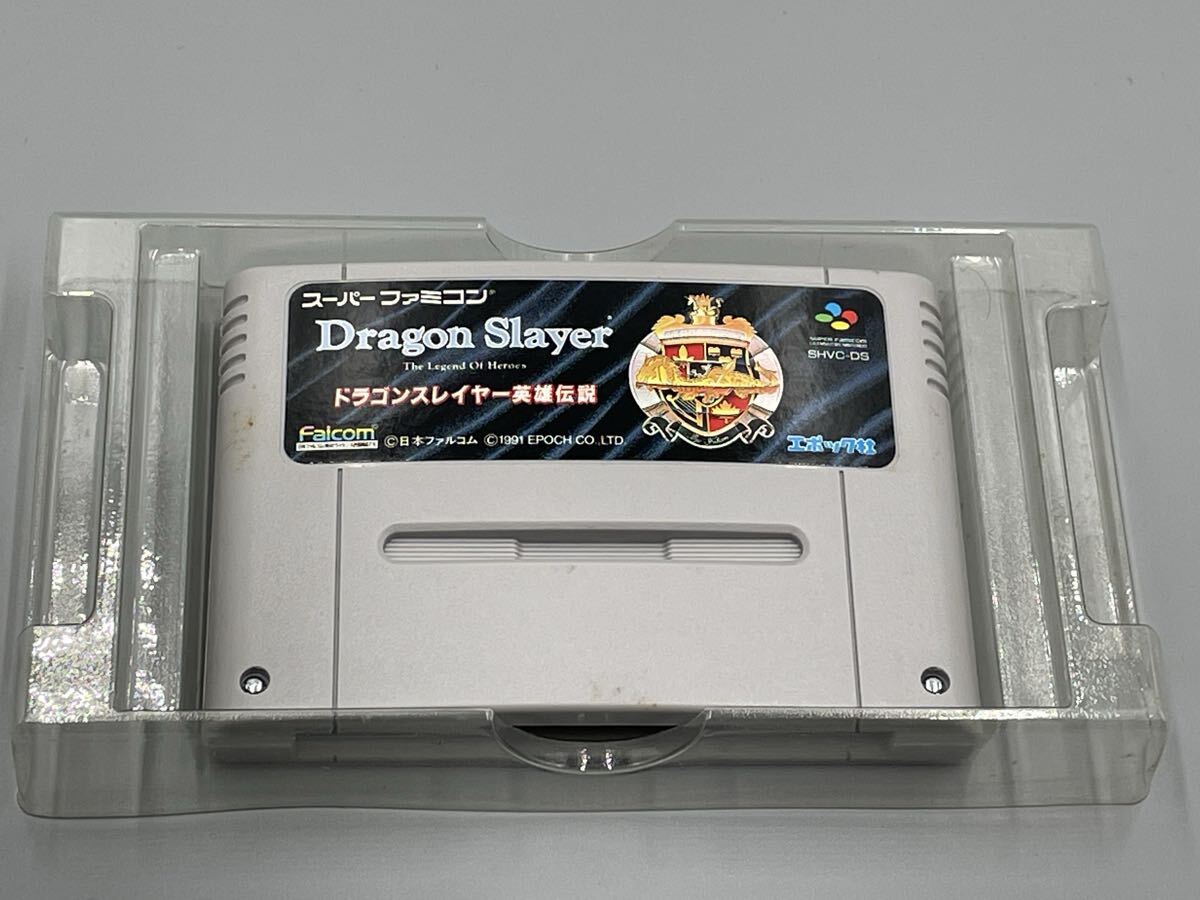 スーパーファミコン®
Dragon Slayer
The Legend Of Heroes
ドラゴンスレイヤー英雄伝説
Falcom
©日本ファルコム ©1991 EPOCH CO., LTD.
SUPER FAMICOM
SHVC-DS
エポック社